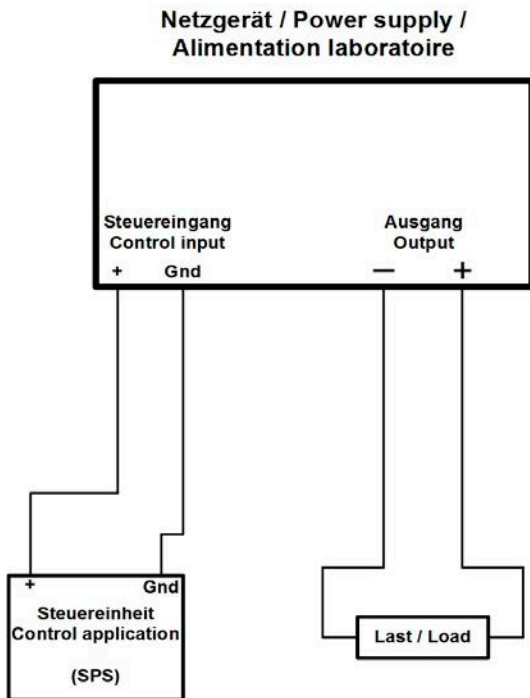 Netzgerät / Power supply /
Alimentation laboratoire
Steuereingang
Control input
+ Gnd
Ausgang
Output
— +
+ Gnd
Steuereinheit
Control application
(SPS)
Last / Load